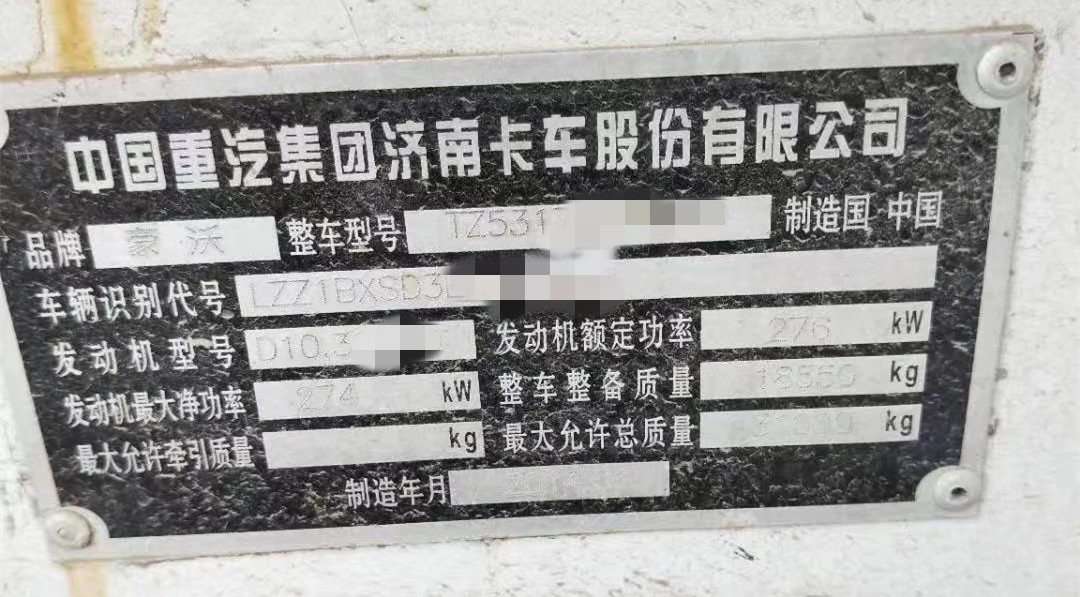 中国重汽集团济南卡车股份有限公司
品牌 豪沃 整车型号 TZ531 制造国 中国
车辆识别代号 LZZ1BXSD3
发动机型号 D10.3 发动机额定功率 276 kW
发动机最大净功率 274 kW 整车整备质量 18550 kg
最大允许牵引质量 kg 最大允许总质量 kg
制造年月